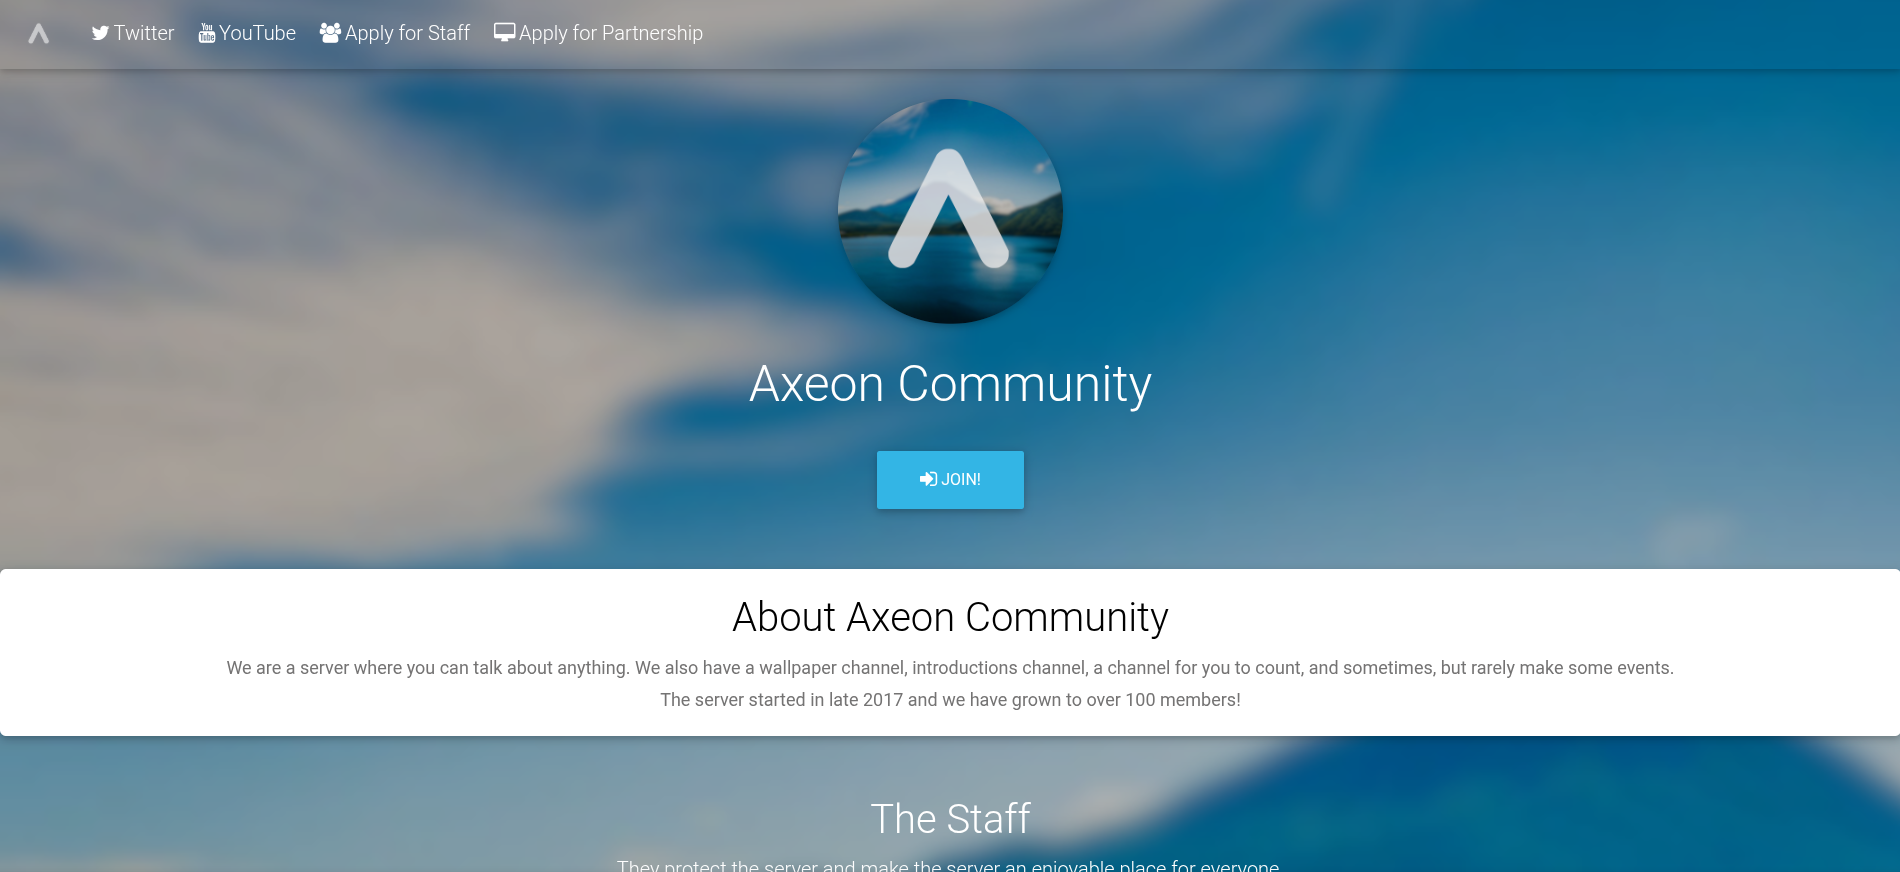 Twitter YouTube Apply for Staff Apply for Partnership
Axeon Community
JOIN!
About Axeon Community
We are a server where you can talk about anything. We also have a wallpaper channel, introductions channel, a channel for you to count, and sometimes, but rarely make some events.
The server started in late 2017 and we have grown to over 100 members!
The Staff
They protect the server and make the server an enjoyable place for everyone.